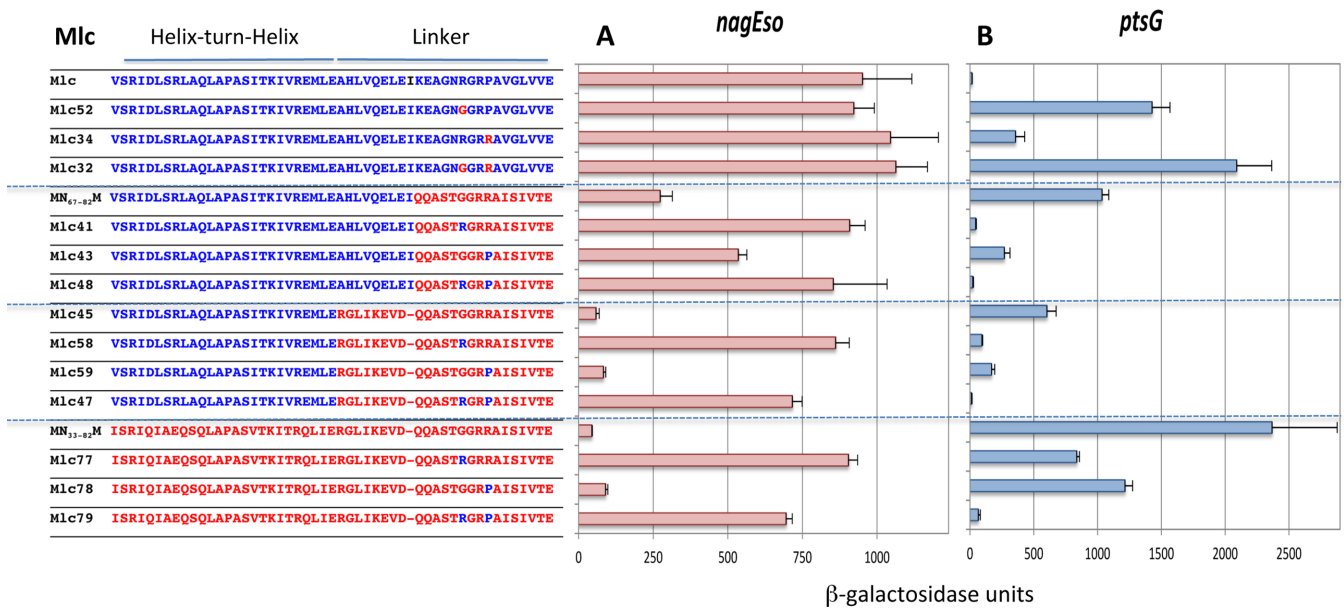 Mlc Helix-turn-Helix Linker
A nagEso
B ptsG
Mlc VSRIDLSRLAQLAPASITKIVREMLEAHLVQELEIKEAGNRGRPAVGLVVE
Mlc52 VSRIDLSRLAQLAPASITKIVREMLEAHLVQELEIKEAGNGGRPAVGLVVE
Mlc34 VSRIDLSRLAQLAPASITKIVREMLEAHLVQELEIKEAGNRGRRAVGLVVE
Mlc32 VSRIDLSRLAQLAPASITKIVREMLEAHLVQELEIKEAGNGGRRAVGLVVE
MN67-82M VSRIDLSRLAQLAPASITKIVREMLEAHLVQELEIQQASTGGRRAISIVTE
Mlc41 VSRIDLSRLAQLAPASITKIVREMLEAHLVQELEIQQASTRGRRAISIVTE
Mlc43 VSRIDLSRLAQLAPASITKIVREMLEAHLVQELEIQQASTGGRPAISIVTE
Mlc48 VSRIDLSRLAQLAPASITKIVREMLEAHLVQELEIQQASTRGRPAISIVTE
Mlc45 VSRIDLSRLAQLAPASITKIVREMLERGLIKEVD-QQASTGGRRAISIVTE
Mlc58 VSRIDLSRLAQLAPASITKIVREMLERGLIKEVD-QQASTRGRRAISIVTE
Mlc59 VSRIDLSRLAQLAPASITKIVREMLERGLIKEVD-QQASTGGRPAISIVTE
Mlc47 VSRIDLSRLAQLAPASITKIVREMLERGLIKEVD-QQASTRGRPAISIVTE
MN33-82M ISRIQIAEQSQLAPASVTKITRQLIERGLIKEVD-QQASTGGRRAISIVTE
Mlc77 ISRIQIAEQSQLAPASVTKITRQLIERGLIKEVD-QQASTRGRRAISIVTE
Mlc78 ISRIQIAEQSQLAPASVTKITRQLIERGLIKEVD-QQASTGGRPAISIVTE
Mlc79 ISRIQIAEQSQLAPASVTKITRQLIERGLIKEVD-QQASTRGRPAISIVTE
0 250 500 750 1000
0 500 1000 1500 2000 2500
β-galactosidase units